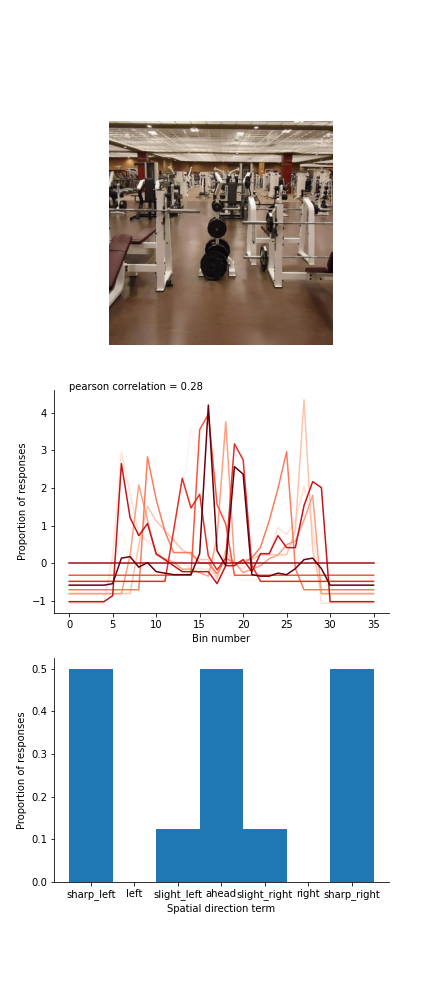 pearson correlation = 0.28
Proportion of responses
4
3
2
1
0
−1
0 5 10 15 20 25 30 35
Bin number
Proportion of responses
0.5
0.4
0.3
0.2
0.1
0.0
sharp_left left slight_left ahead slight_right right sharp_right
Spatial direction term